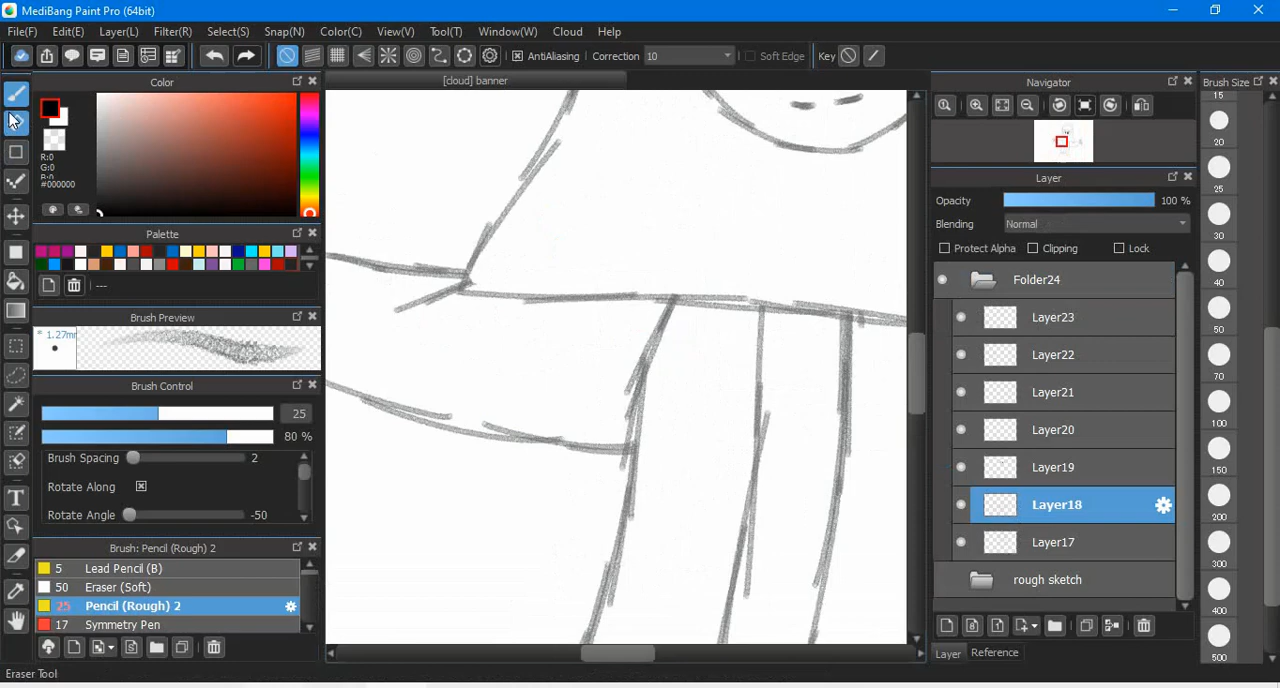 MediBang Paint Pro (64bit)
File(F) Edit(E) Layer(L) Filter(R) Select(S) Snap(N) Color(C) View(V) Tool(T) Window(W) Cloud Help
AntiAliasing Correction 10 Soft Edge Key
Color
R:0
G:0
B:0
#000000
Palette
---
Brush Preview
* 1.27m
Brush Control
25
80 %
Brush Spacing 2
Rotate Along
Rotate Angle -50
Brush: Pencil (Rough) 2
5 Lead Pencil (B)
50 Eraser (Soft)
25 Pencil (Rough) 2
17 Symmetry Pen
Eraser Tool
[cloud] banner
Navigator
Layer
Opacity 100 %
Blending Normal
Protect Alpha Clipping Lock
Folder24
Layer23
Layer22
Layer21
Layer20
Layer19
Layer18
Layer17
rough sketch
Layer Reference
Brush Size
15
20
25
30
40
50
70
100
150
200
300
400
500